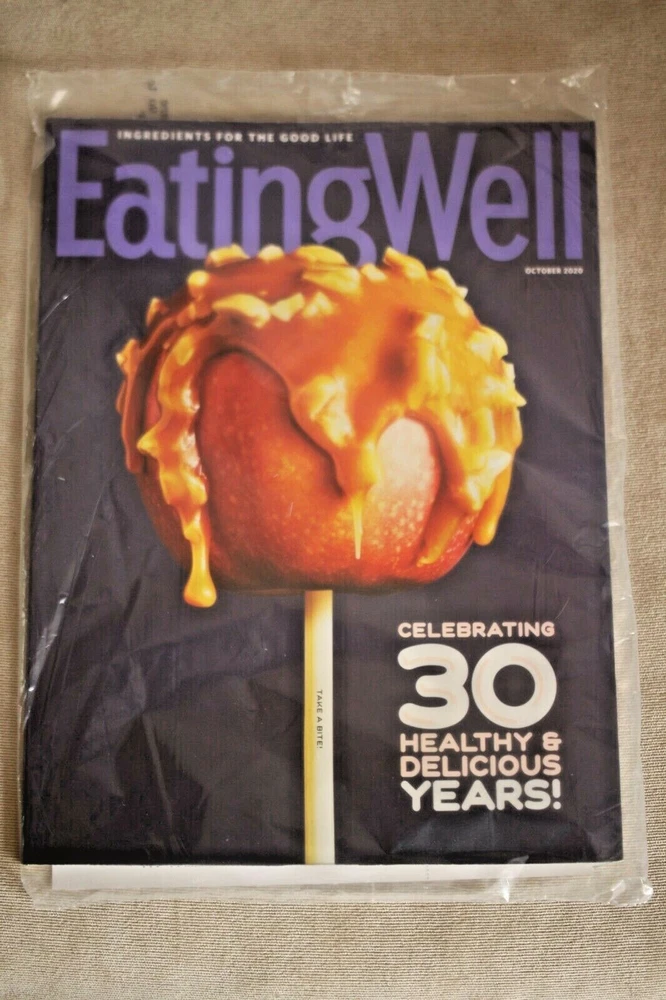 INGREDIENTS FOR THE GOOD LIFE
EatingWell
OCTOBER 2020
CELEBRATING
30
HEALTHY &
DELICIOUS
YEARS!
TAKE A BITE!